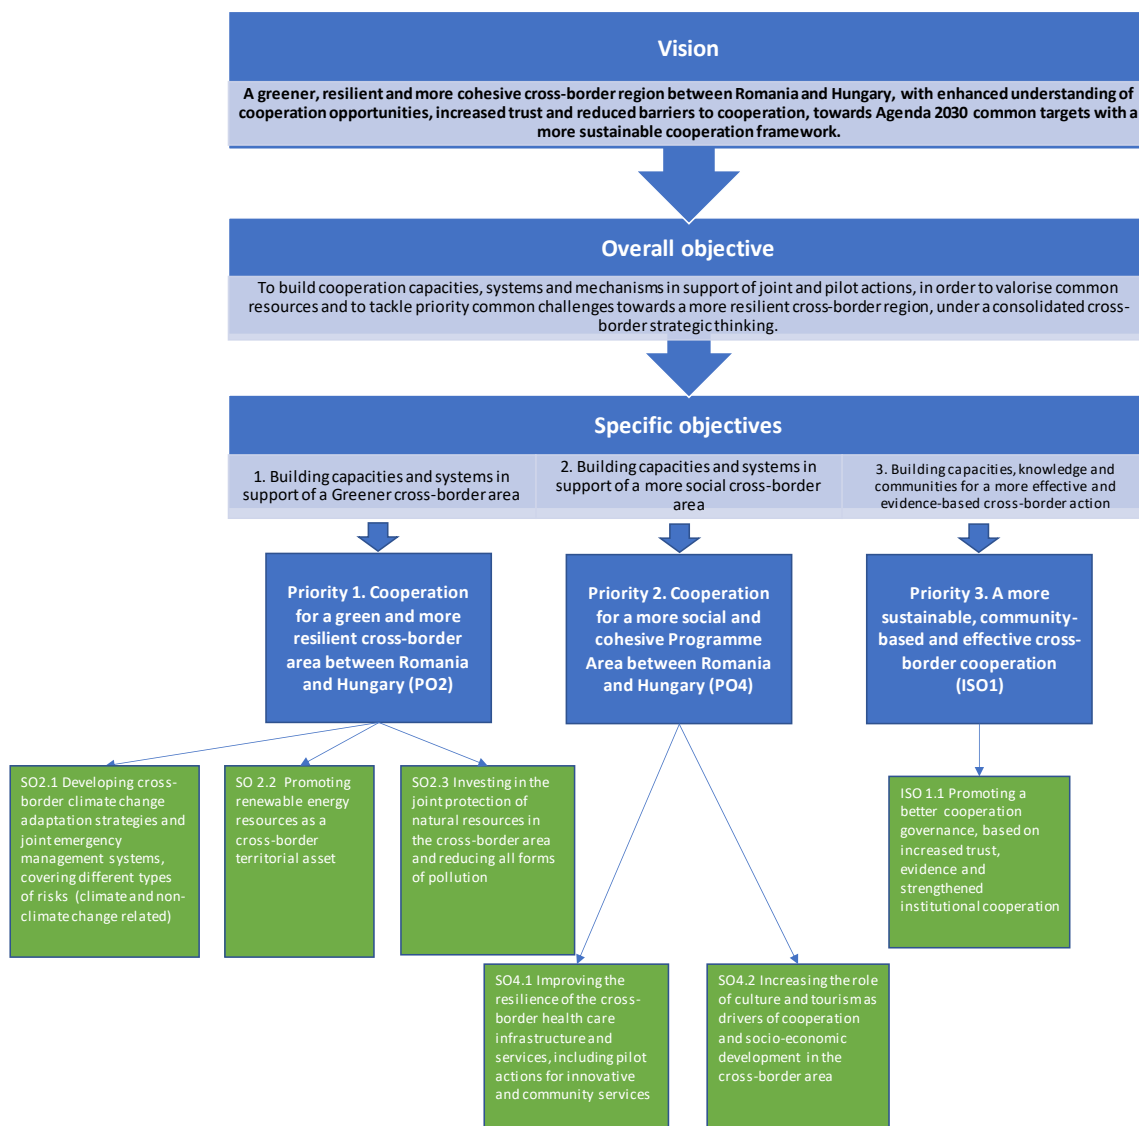 Vision
A greener, resilient and more cohesive cross-border region between Romania and Hungary, with enhanced understanding of
cooperation opportunities, increased trust and reduced barriers to cooperation, towards Agenda 2030 common targets with a
more sustainable cooperation framework.
Overall objective
To build cooperation capacities, systems and mechanisms in support of joint and pilot actions, in order to valorise common
resources and to tackle priority common challenges towards a more resilient cross-border region, under a consolidated cross-
border strategic thinking.
Specific objectives
1. Building capacities and systems in
support of a Greener cross-border area
2. Building capacities and systems in
support of a more social cross-border
area
3. Building capacities, knowledge and
communities for a more effective and
evidence-based cross-border action
Priority 1. Cooperation
for a green and more
resilient cross-border
area between Romania
and Hungary (PO2)
Priority 2. Cooperation
for a more social and
cohesive Programme
Area between Romania
and Hungary (PO4)
Priority 3. A more
sustainable, community-
based and effective cross-
border cooperation
(ISO1)
SO2.1 Developing cross-
border climate change
adaptation strategies and
joint emergency
management systems,
covering different types
of risks (climate and non-
climate change related)
SO 2.2 Promoting
renewable energy
resources as a
cross-border
territorial asset
SO2.3 Investing in the
joint protection of
natural resources in
the cross-border area
and reducing all forms
of pollution
ISO 1.1 Promoting a
better cooperation
governance, based on
increased trust,
evidence and
strengthened
institutional cooperation
SO4.1 Improving the
resilience of the cross-
border health care
infrastructure and
services, including pilot
actions for innovative
and community services
SO4.2 Increasing the role
of culture and tourism as
drivers of cooperation
and socio-economic
development in the
cross-border area